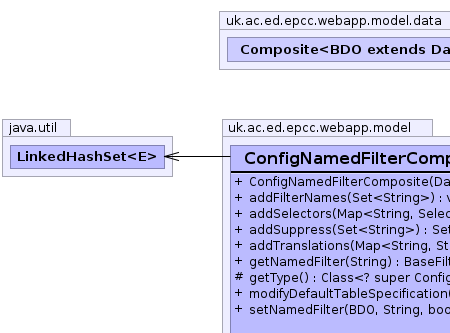 uk.ac.ed.epcc.webapp.model.data
Composite<BDO extends Da
java.util
LinkedHashSet<E>
uk.ac.ed.epcc.webapp.model
ConfigNamedFilterComp
+ ConfigNamedFilterComposite(Da
+ addFilterNames(Set<String>) : v
+ addSelectors(Map<String, Selec
+ addSuppress(Set<String>) : Set
+ addTranslations(Map<String, St
+ getNamedFilter(String) : BaseFilt
# getType() : Class<? super Config
+ modifyDefaultTableSpecification(
+ setNamedFilter(BDO, String, boo